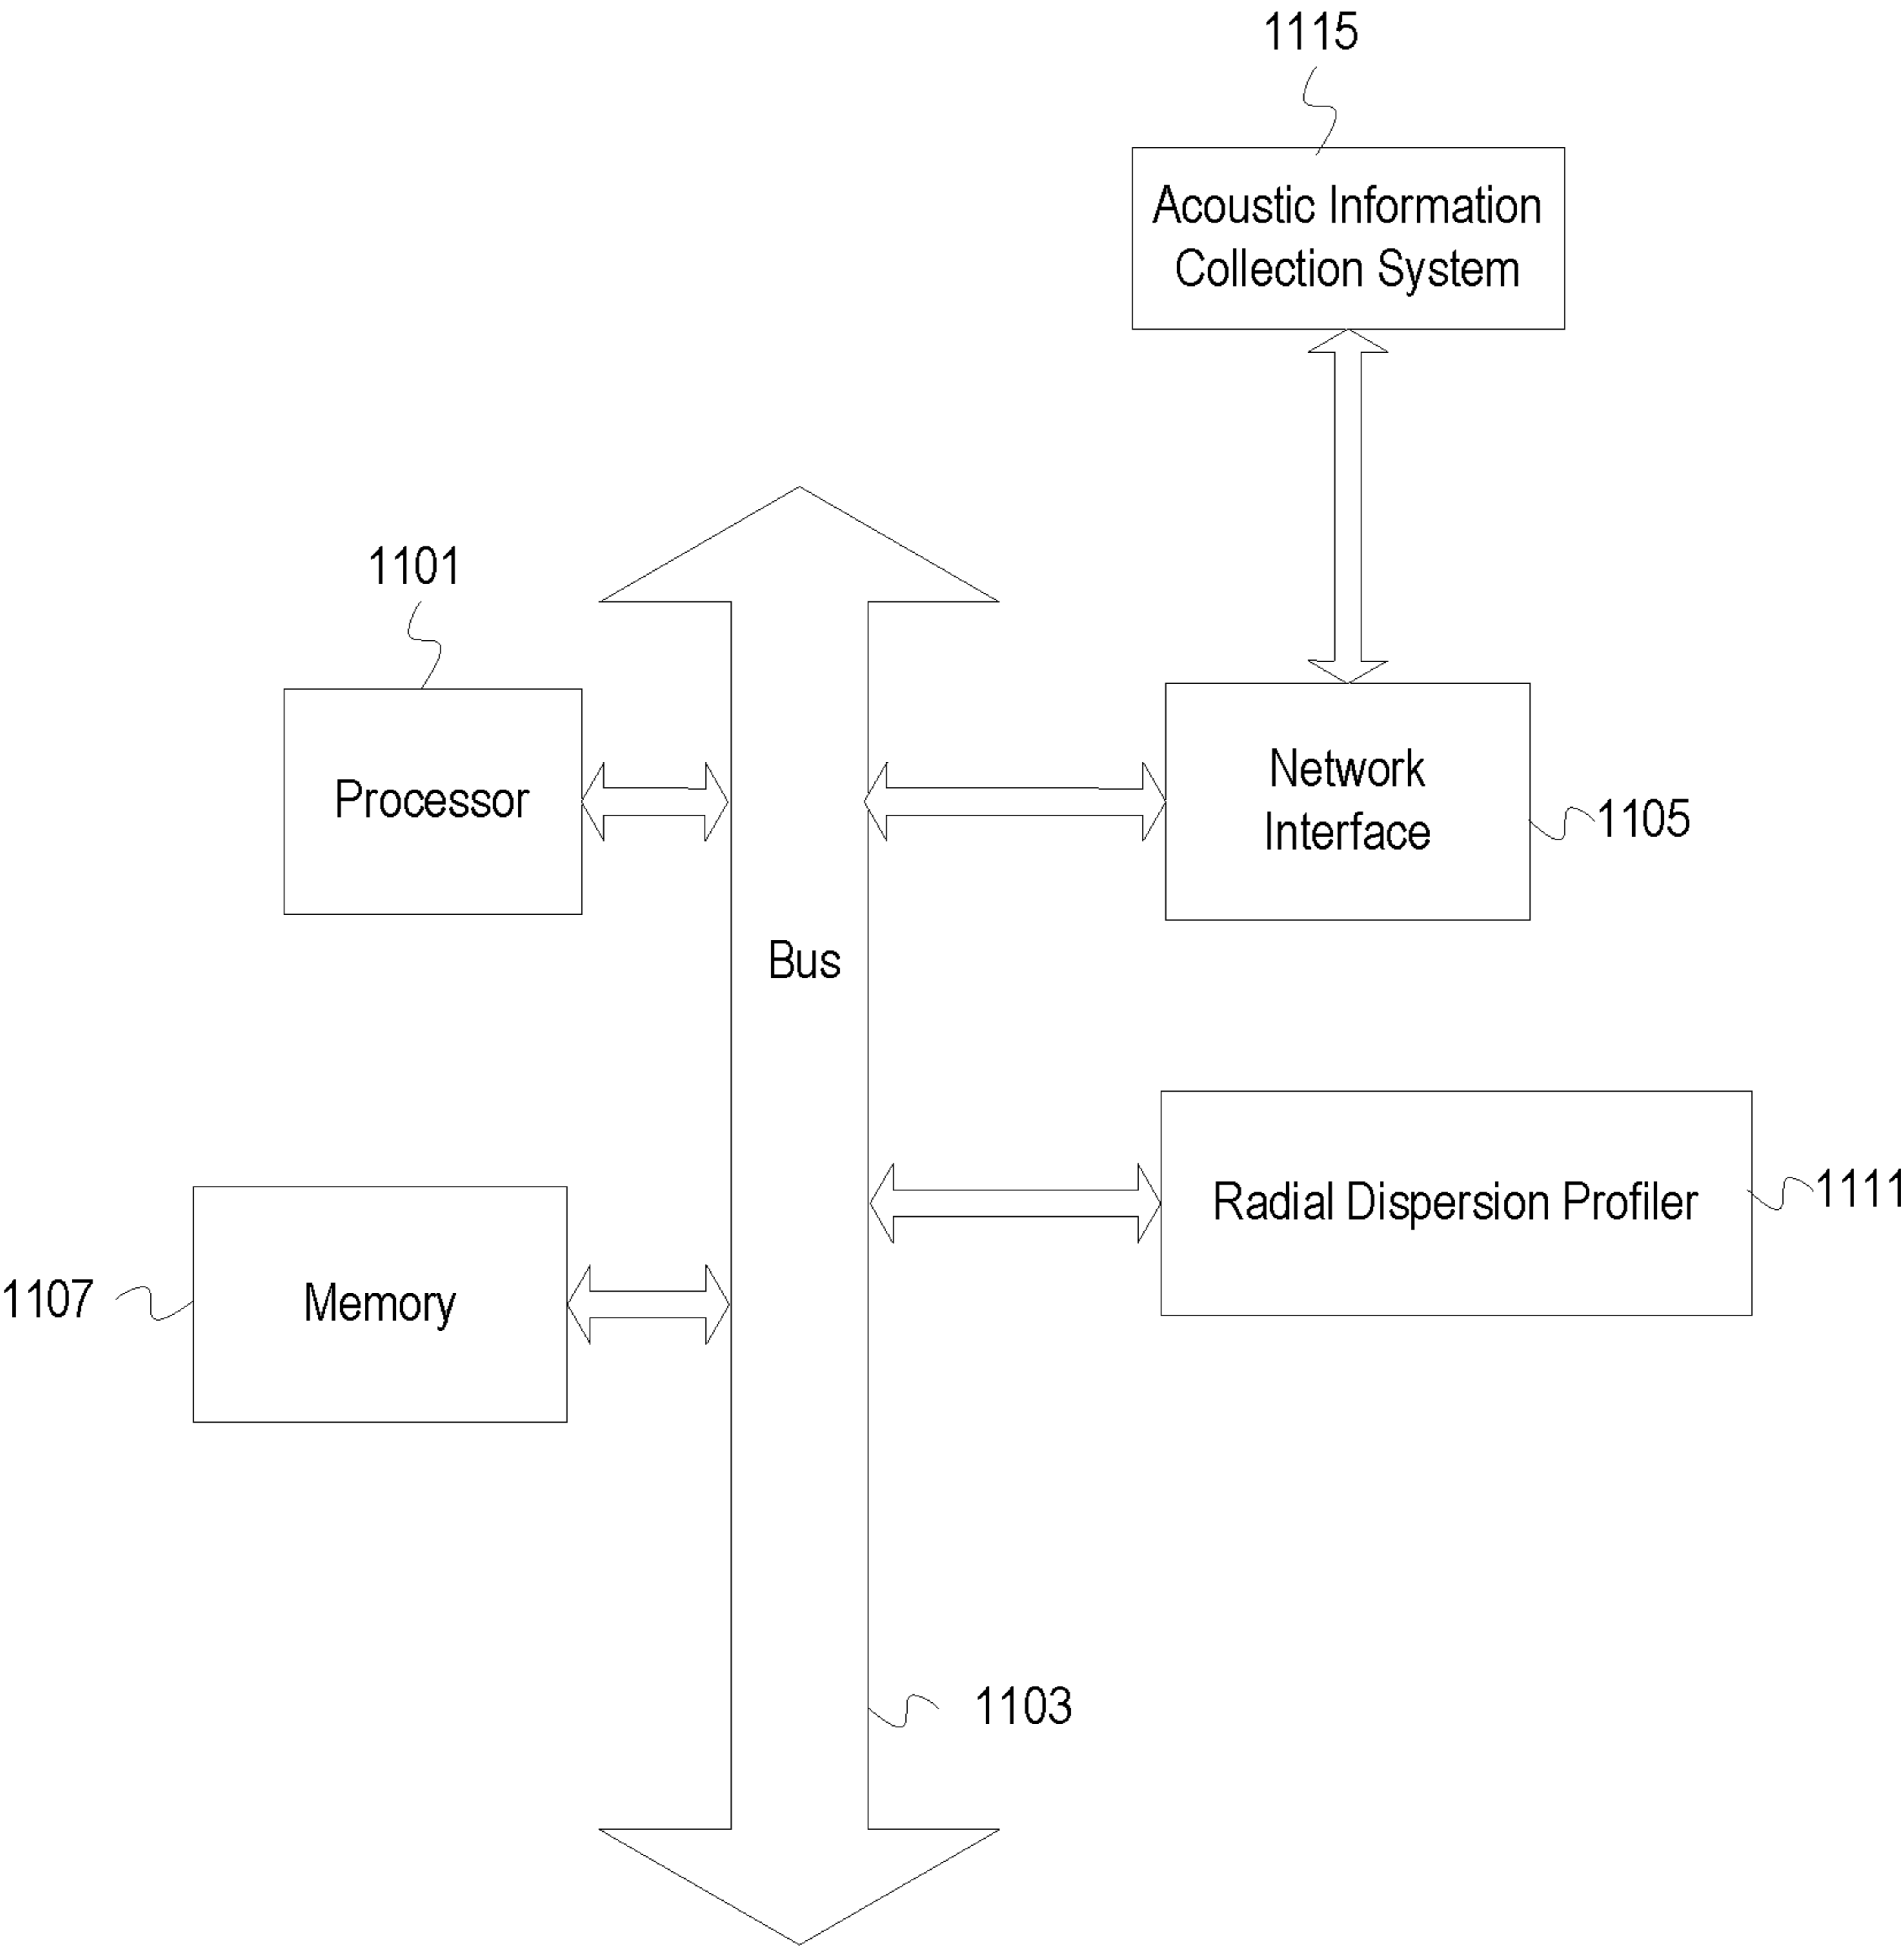 1115
Acoustic Information
Collection System
1101
Processor
Network
Interface
1105
Bus
Radial Dispersion Profiler
1111
1107
Memory
1103